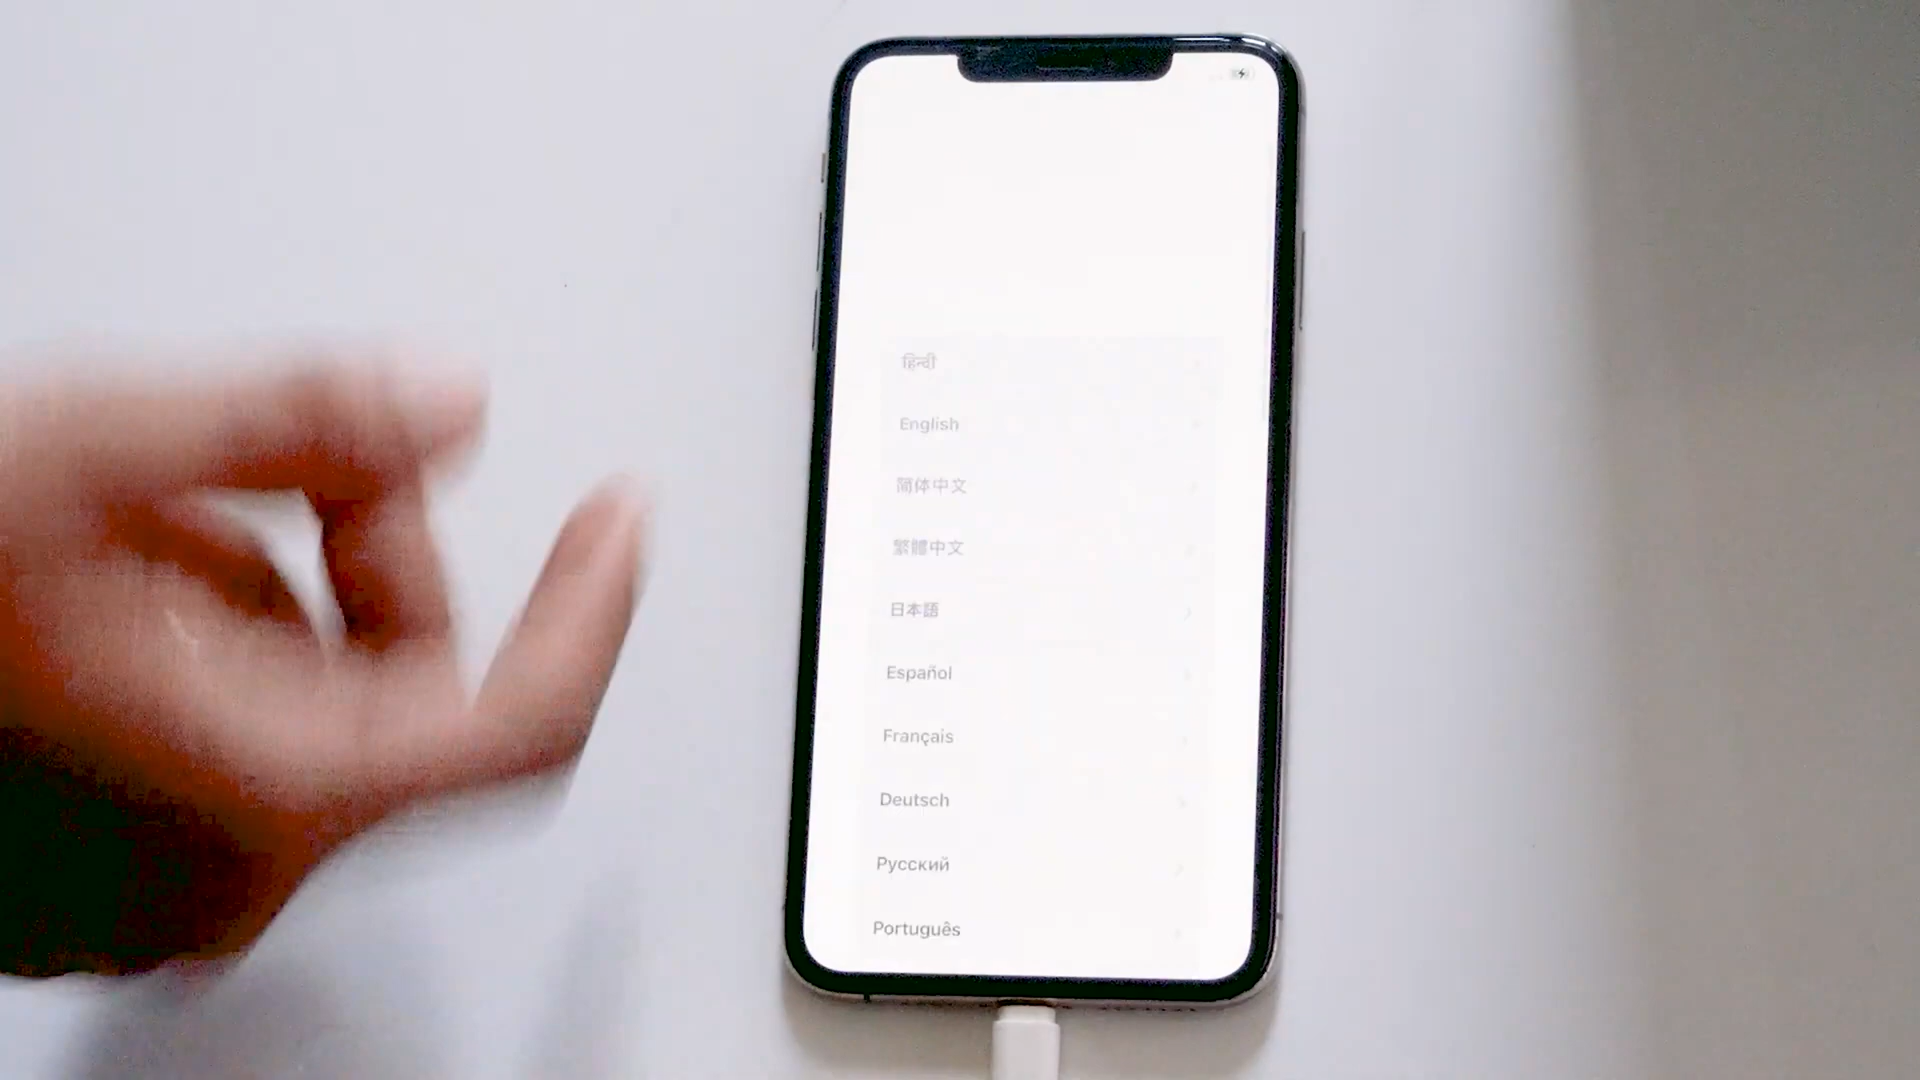 हिन्दी
English
简体中文
繁體中文
日本語
Español
Français
Deutsch
Русский
Português